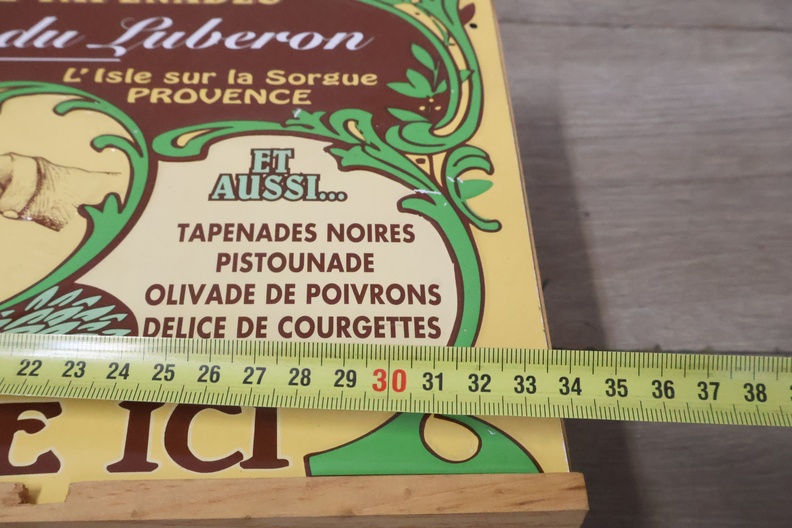 TAPENADES
du Luberon
L'Isle sur la Sorgue
PROVENCE
ET
AUSSI...
TAPENADES NOIRES
PISTOUNADE
OLIVADE DE POIVRONS
DELICE DE COURGETTES
22 23 24 25 26 27 28 29 30 31 32 33 34 35 36 37 38
E ICI